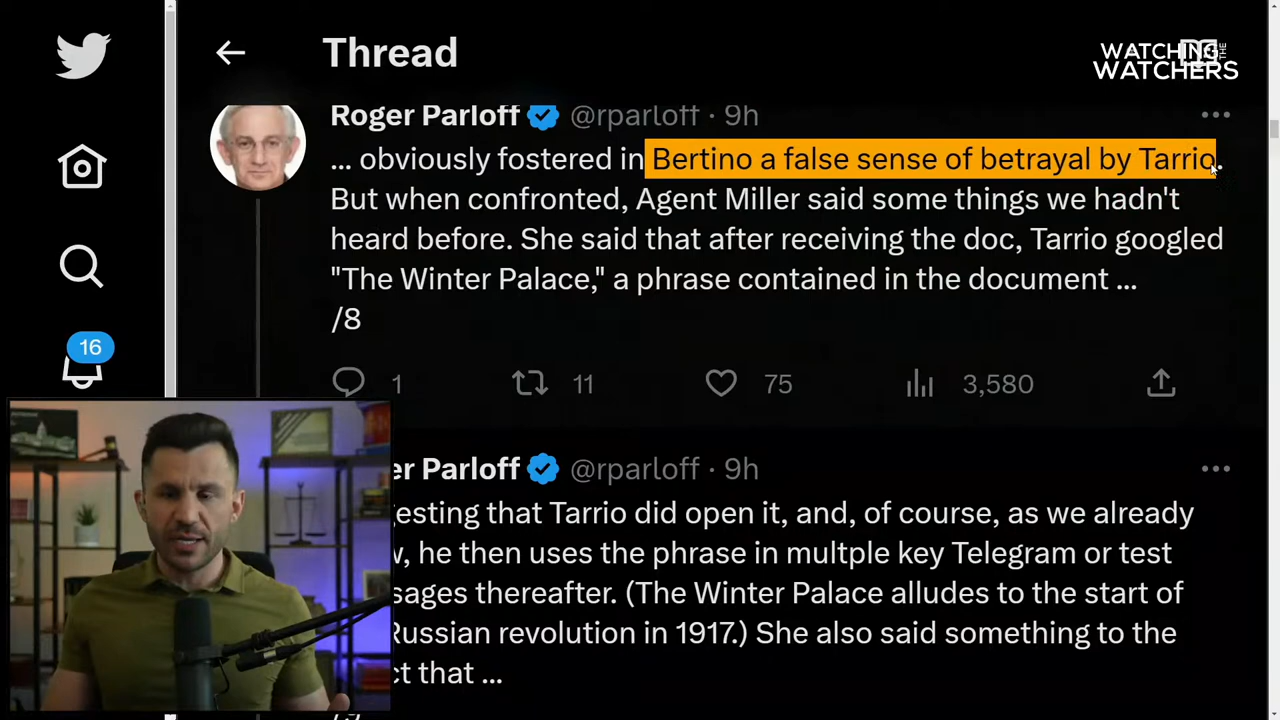 Thread
WATCHING THE
WATCHERS
Roger Parloff @rparloff · 9h
... obviously fostered in Bertino a false sense of betrayal by Tarrio.
But when confronted, Agent Miller said some things we hadn't
heard before. She said that after receiving the doc, Tarrio googled
"The Winter Palace," a phrase contained in the document ...
/8
16
1 11 75 3,580
er Parloff @rparloff · 9h
esting that Tarrio did open it, and, of course, as we already
, he then uses the phrase in multple key Telegram or test
sages thereafter. (The Winter Palace alludes to the start of
Russian revolution in 1917.) She also said something to the
ct that ...
/9